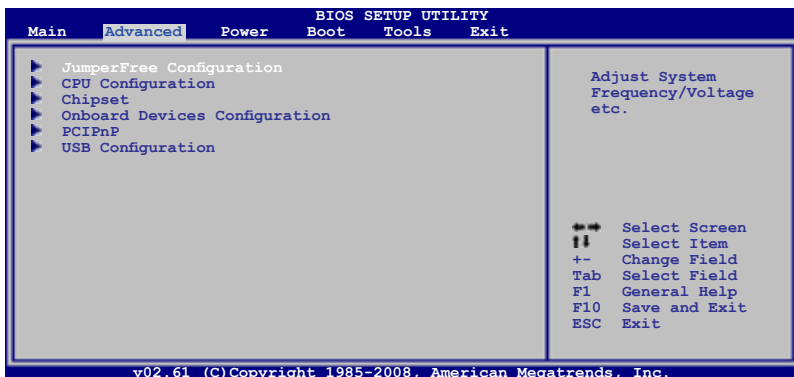 BIOS SETUP UTILITY
Main Advanced Power Boot Tools Exit
JumperFree Configuration
CPU Configuration
Chipset
Onboard Devices Configuration
PCIPnP
USB Configuration
Adjust System
Frequency/Voltage
etc.
Select Screen
Select Item
+- Change Field
Tab Select Field
F1 General Help
F10 Save and Exit
ESC Exit
v02.61 (C)Copyright 1985-2008, American Megatrends, Inc.